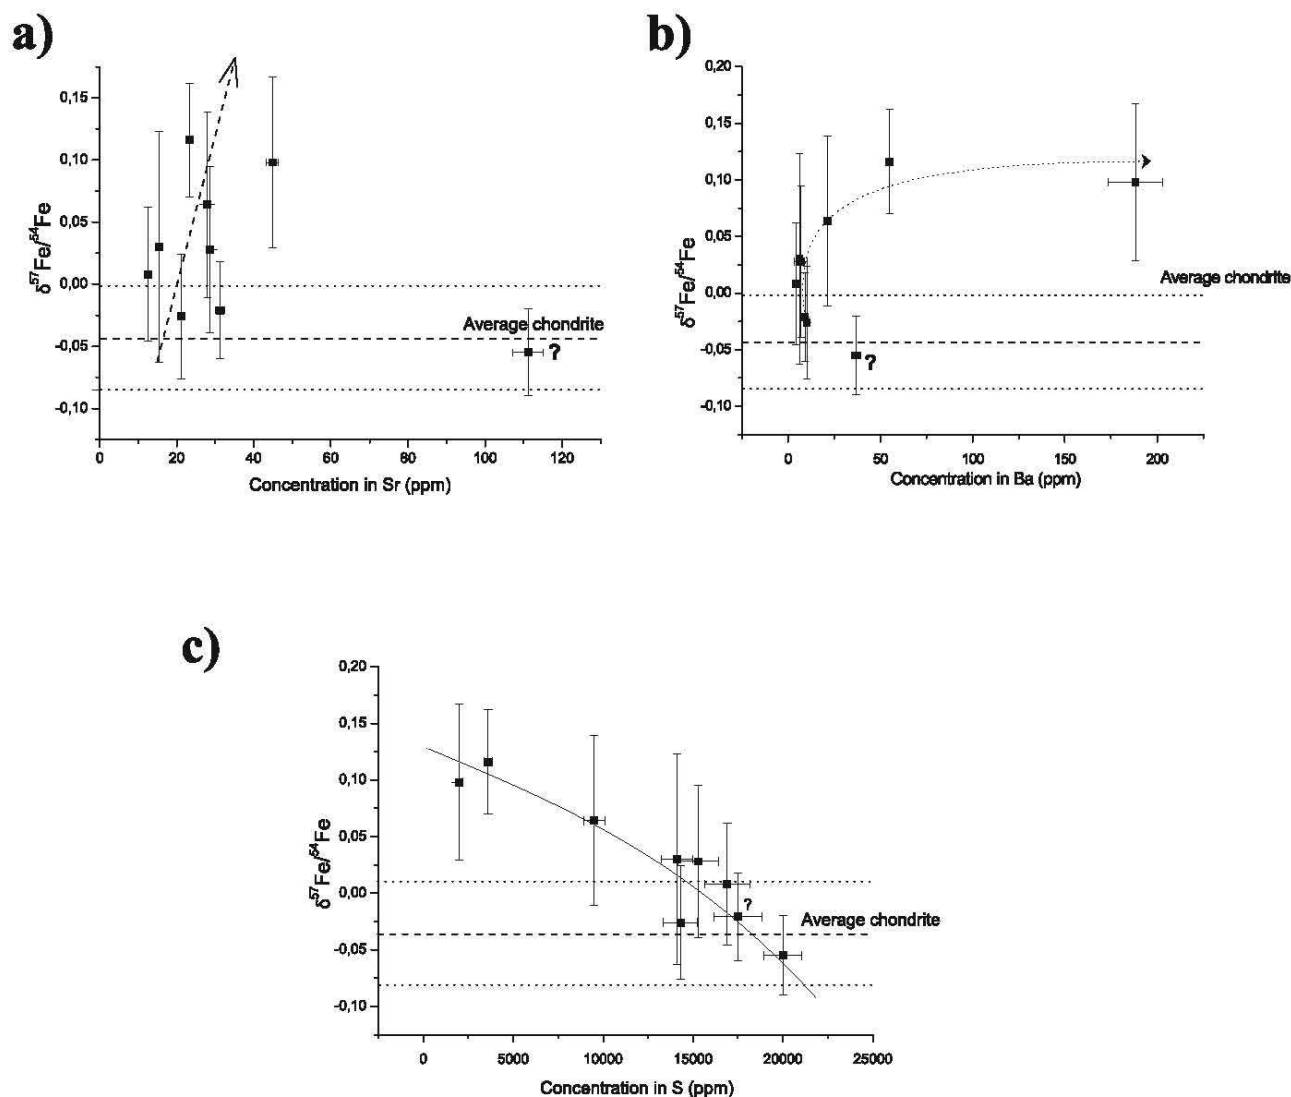 a)
0,15
0,10
0,05
0,00
-0,05
-0,10
δ⁵⁷Fe/⁵⁴Fe
Average chondrite
?
0 20 40 60 80 100 120
Concentration in Sr (ppm)
b)
0,20
0,15
0,10
0,05
0,00
-0,05
-0,10
δ⁵⁷Fe/⁵⁴Fe
Average chondrite
?
0 50 100 150 200
Concentration in Ba (ppm)
c)
0,20
0,15
0,10
0,05
0,00
-0,05
-0,10
δ⁵⁷Fe/⁵⁴Fe
?
Average chondrite
0 5000 10000 15000 20000 25000
Concentration in S (ppm)